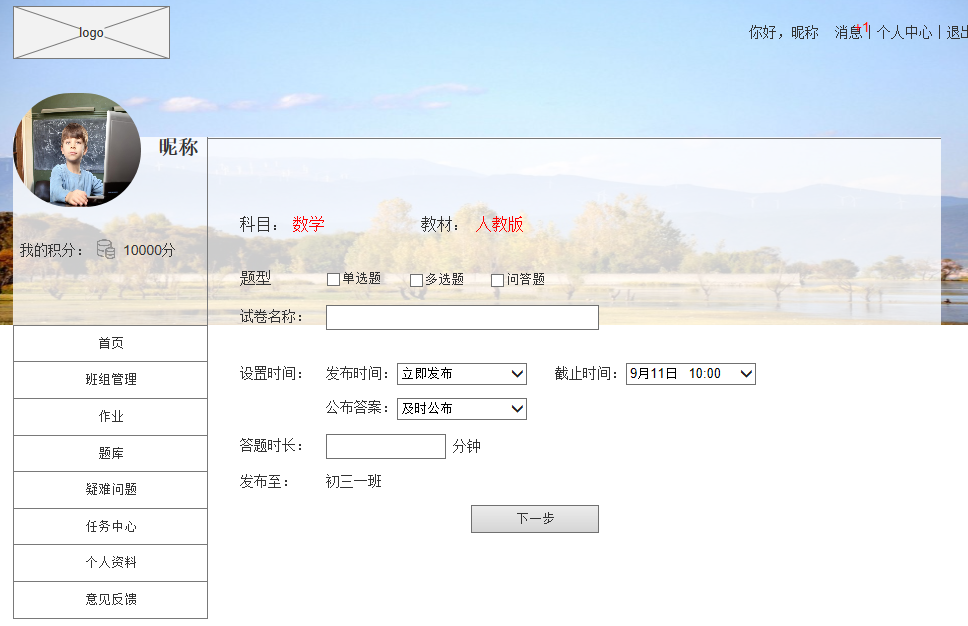 logo
你好，昵称 消息1| 个人中心 | 退出
昵称
科目： 数学 教材： 人教版
我的积分： 10000分
题型 单选题 多选题 问答题
试卷名称：
首页
设置时间： 发布时间： 立即发布 截止时间： 9月11日 10:00
班组管理
公布答案： 及时公布
作业
答题时长： 分钟
题库
发布至： 初三一班
疑难问题
下一步
任务中心
个人资料
意见反馈